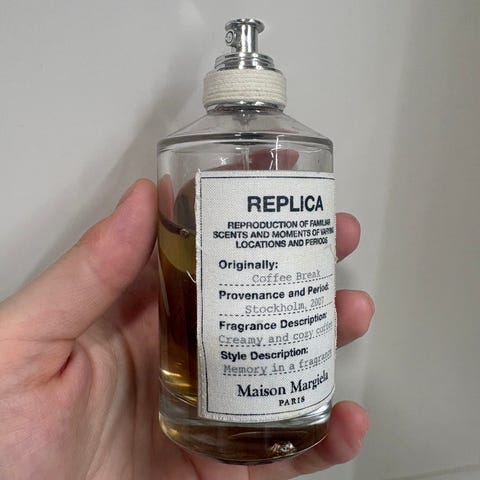 REPLICA
REPRODUCTION OF FAMILIAR
SCENTS AND MOMENTS OF VARYING
LOCATIONS AND PERIODS
Originally:
Coffee Break
Provenance and Period:
Stockholm, 2007
Fragrance Description:
Creamy and cozy coffee
Style Description:
Memory in a fragrance
Maison Margiela
PARIS